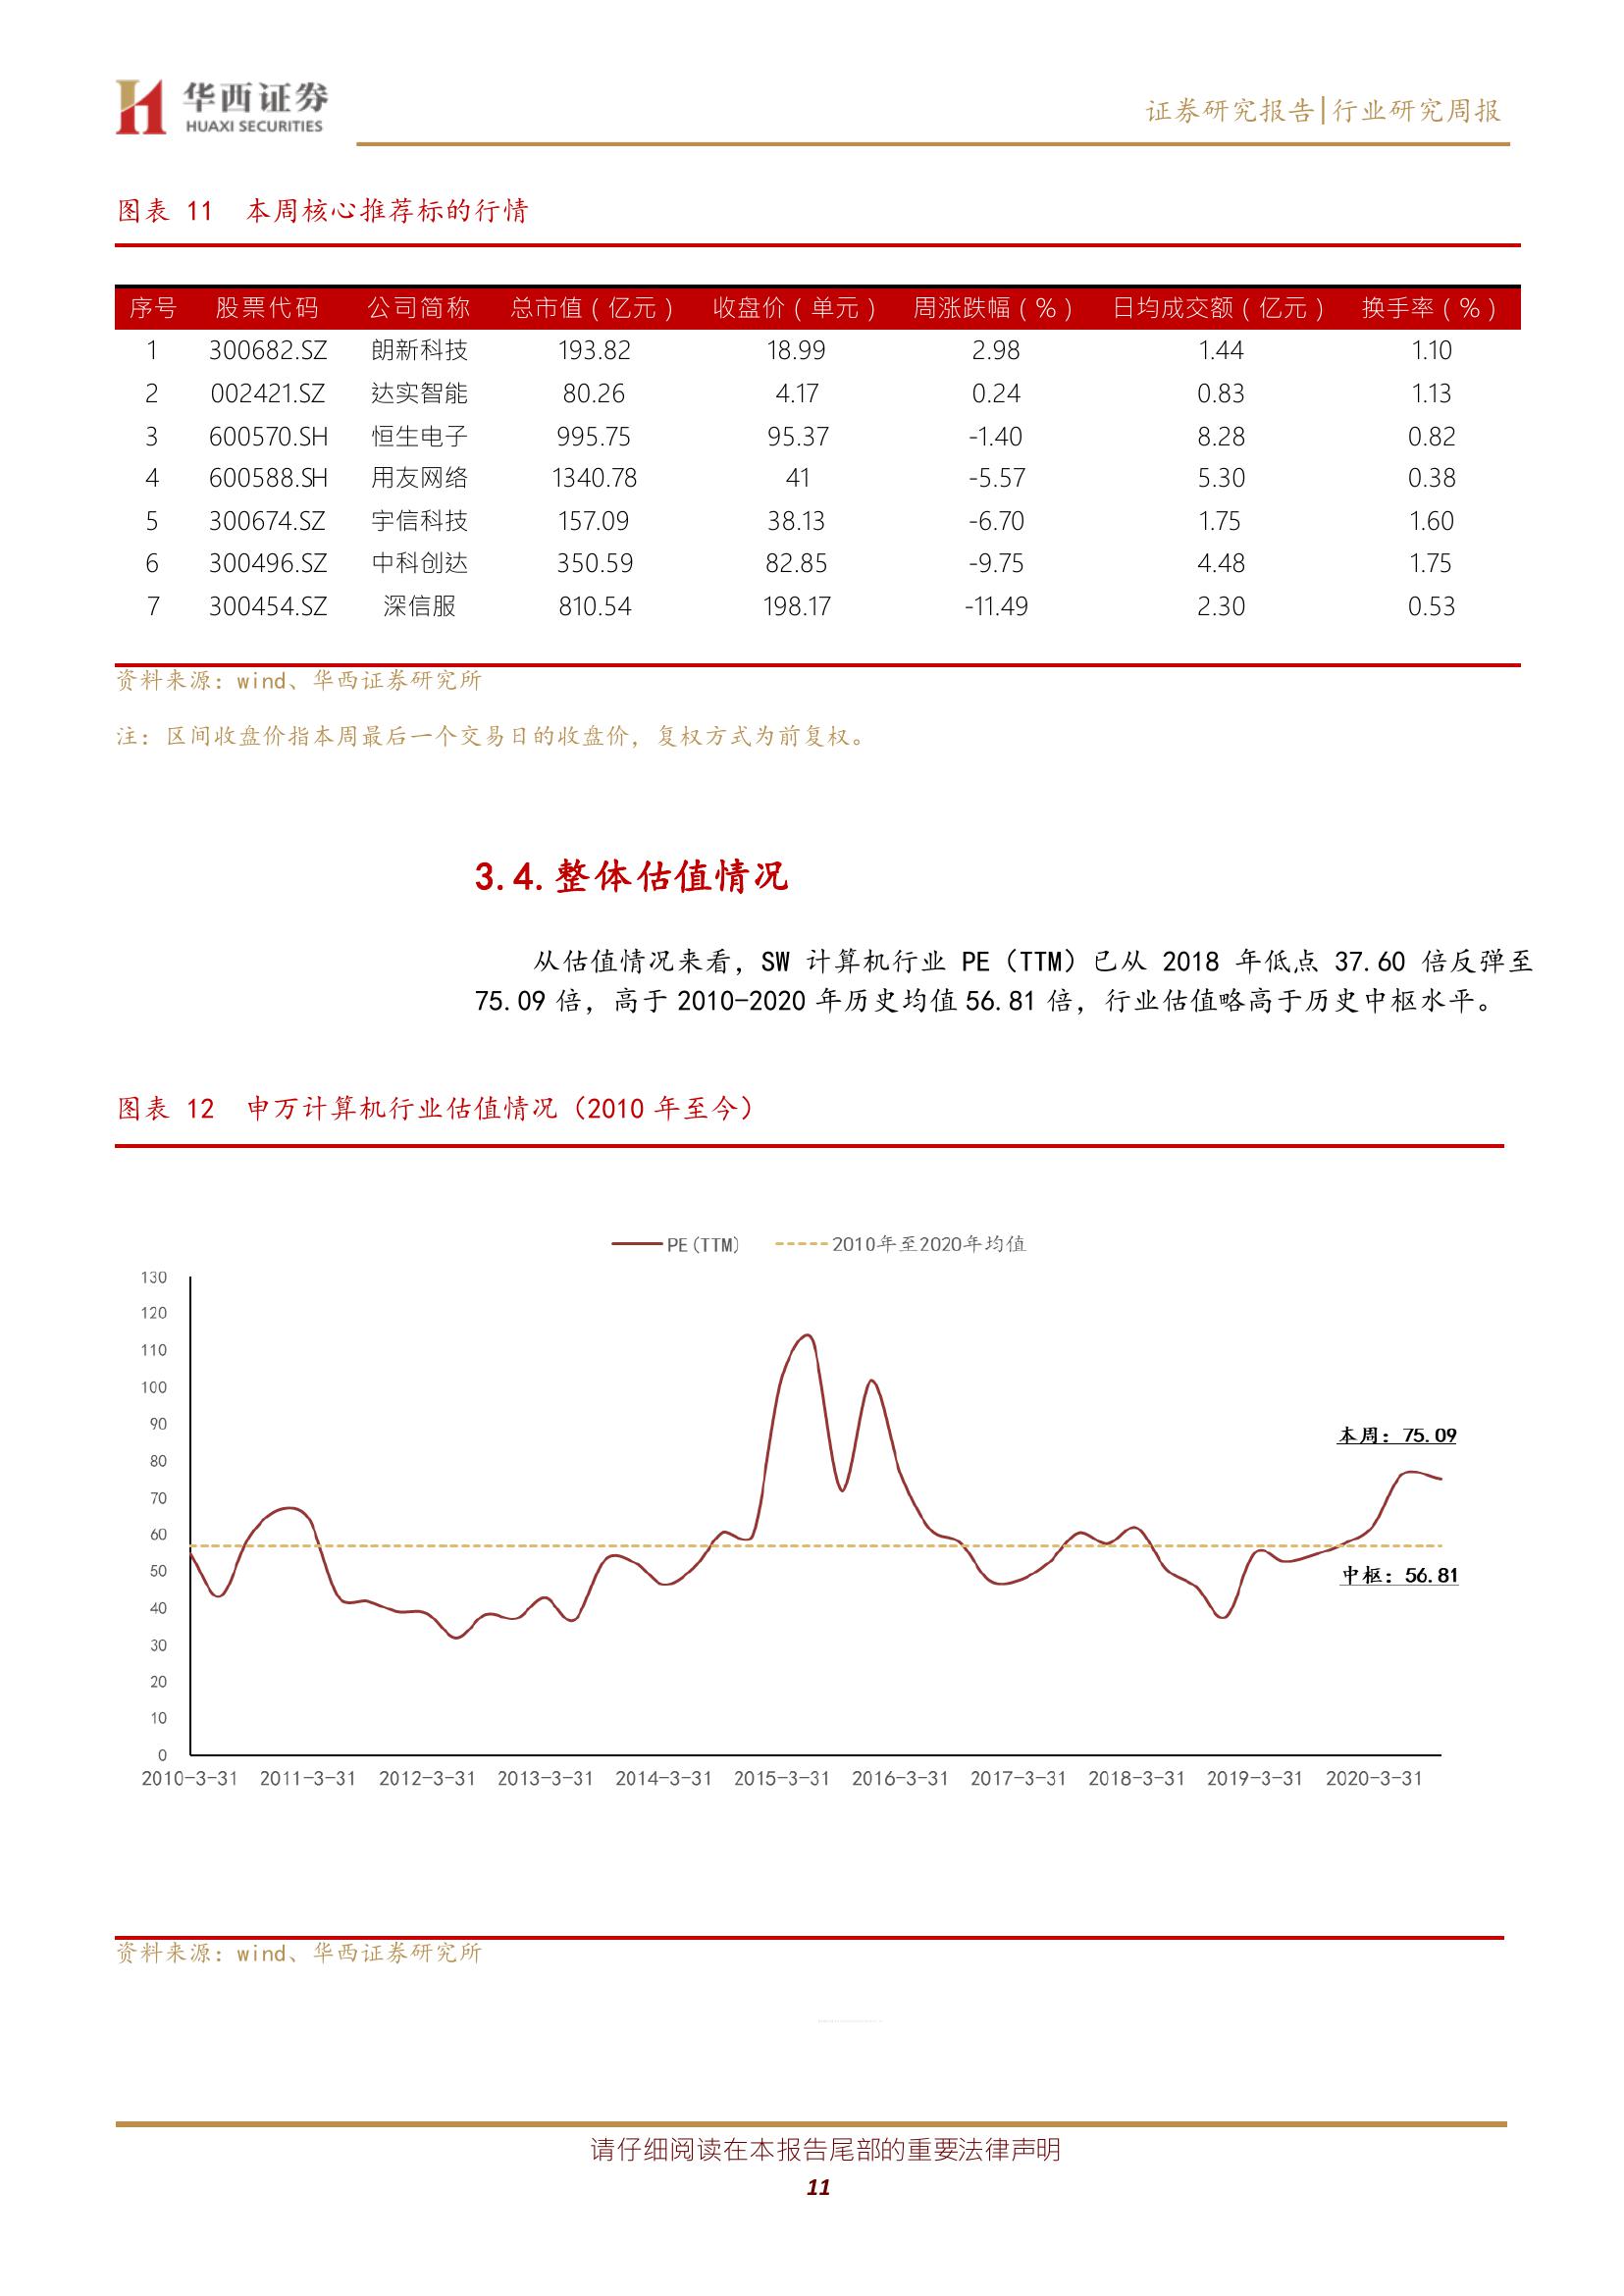 华西证券
HUAXI SECURITIES
证券研究报告|行业研究周报
图表 11 本周核心推荐标的行情
序号 股票代码 公司简称 总市值（亿元） 收盘价（单元） 周涨跌幅（%） 日均成交额（亿元） 换手率（%）
1 300682.SZ 朗新科技 193.82 18.99 2.98 1.44 1.10
2 002421.SZ 达实智能 80.26 4.17 0.24 0.83 1.13
3 600570.SH 恒生电子 995.75 95.37 -1.40 8.28 0.82
4 600588.SH 用友网络 1340.78 41 -5.57 5.30 0.38
5 300674.SZ 宇信科技 157.09 38.13 -6.70 1.75 1.60
6 300496.SZ 中科创达 350.59 82.85 -9.75 4.48 1.75
7 300454.SZ 深信服 810.54 198.17 -11.49 2.30 0.53
资料来源：wind、华西证券研究所
注：区间收盘价指本周最后一个交易日的收盘价，复权方式为前复权。
3.4.整体估值情况
从估值情况来看，SW 计算机行业 PE（TTM）已从 2018 年低点 37.60 倍反弹至
75.09 倍，高于 2010-2020 年历史均值 56.81 倍，行业估值略高于历史中枢水平。
图表 12 申万计算机行业估值情况（2010 年至今）
PE(TTM) 2010年至2020年均值
130
120
110
100
90
80
70
60
50
40
30
20
10
0
本周：75.09
中枢：56.81
2010-3-31 2011-3-31 2012-3-31 2013-3-31 2014-3-31 2015-3-31 2016-3-31 2017-3-31 2018-3-31 2019-3-31 2020-3-31
资料来源：wind、华西证券研究所
请仔细阅读在本报告尾部的重要法律声明
11